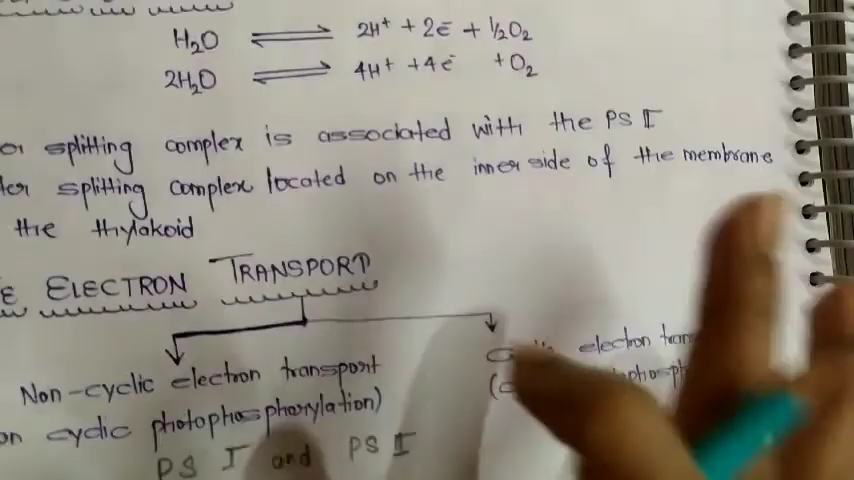 H₂O ⇌ 2H⁺ + 2e⁻ + ½O₂
2H₂O ⇌ 4H⁺ + 4e⁻ + O₂
splitting complex is associated with the PS II
splitting complex located on the inner side of the membrane
the thylakoid
ELECTRON TRANSPORT
Non-cyclic electron transport
electron
cyclic photophosphorylation)
PS I and PS II